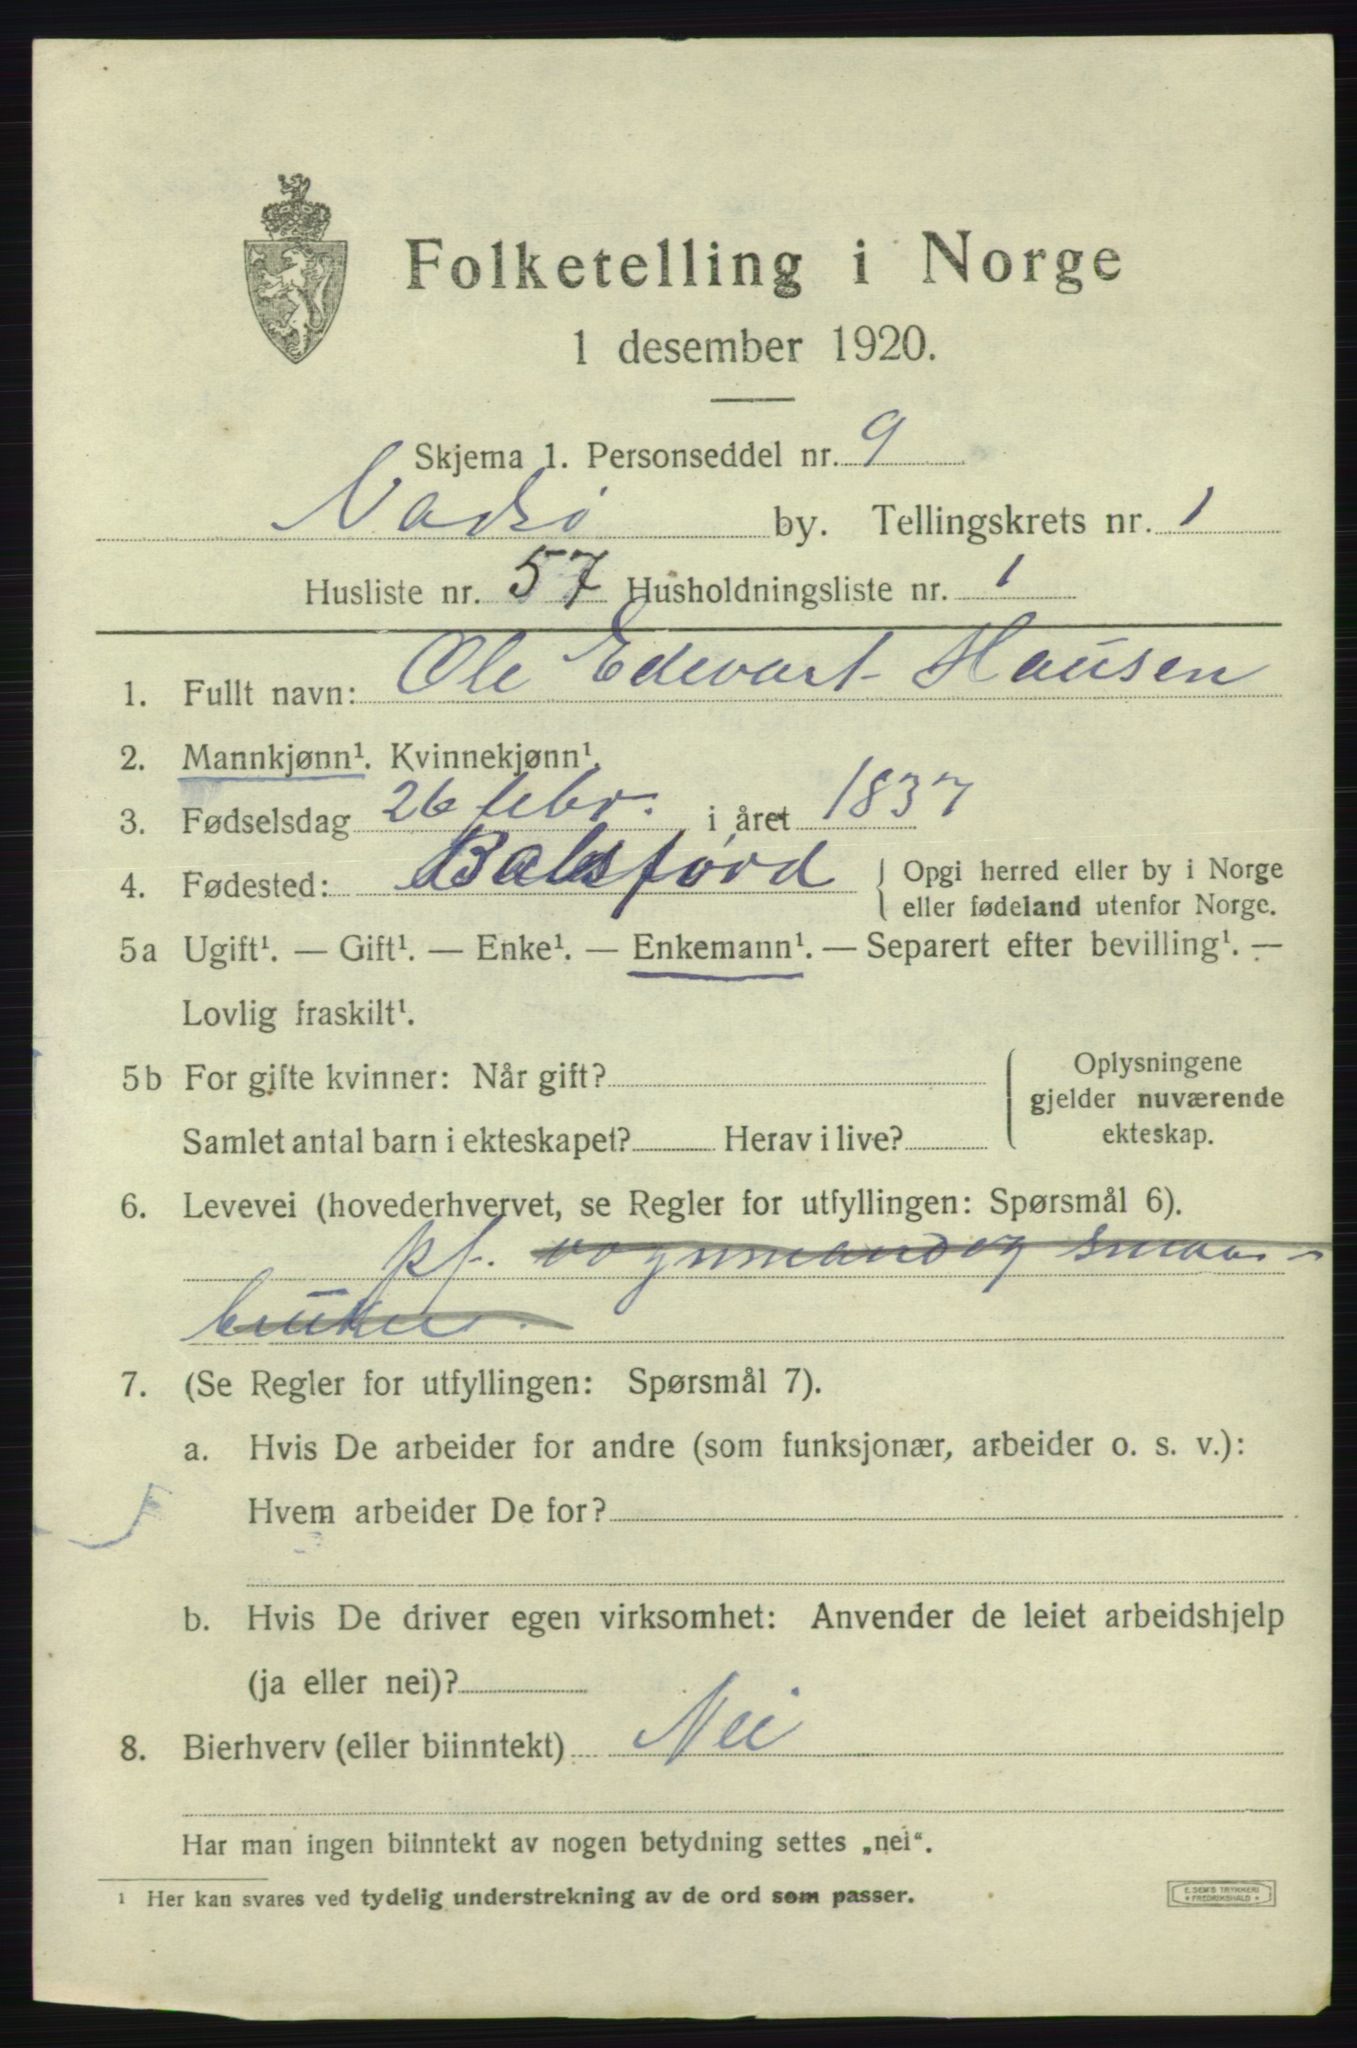 Folketelling i Norge
1 desember 1920.
Skjema 1. Personseddel nr. 9
Vadsø by. Tellingskrets nr. 1
Husliste nr. 57 Husholdningsliste nr. 1
1. Fullt navn: Ole Edevart Hansen
2. Mannkjønn¹. Kvinnekjønn¹.
3. Fødselsdag 26 febr. i året 1837
4. Fødested: Balsfjord { Opgi herred eller by i Norge
eller fødeland utenfor Norge.
5a Ugift¹. — Gift¹. — Enke¹. — Enkemann¹. — Separert efter bevilling¹. —
Lovlig fraskilt¹.
5b For gifte kvinner: Når gift? { Oplysningene
gjelder nuværende
Samlet antal barn i ekteskapet? Herav i live? ekteskap.
6. Levevei (hovederhvervet, se Regler for utfyllingen: Spørsmål 6).
pf. vognmand og smaa-
bruker.
7. (Se Regler for utfyllingen: Spørsmål 7).
a. Hvis De arbeider for andre (som funksjonær, arbeider o. s. v.):
Hvem arbeider De for?
b. Hvis De driver egen virksomhet: Anvender de leiet arbeidshjelp
(ja eller nei)?
8. Bierhverv (eller biinntekt) Nei
Har man ingen biinntekt av nogen betydning settes „nei“.
¹ Her kan svares ved tydelig understrekning av de ord som passer.
E. SEM'S TRYKKERI
FREDRIKSHALD